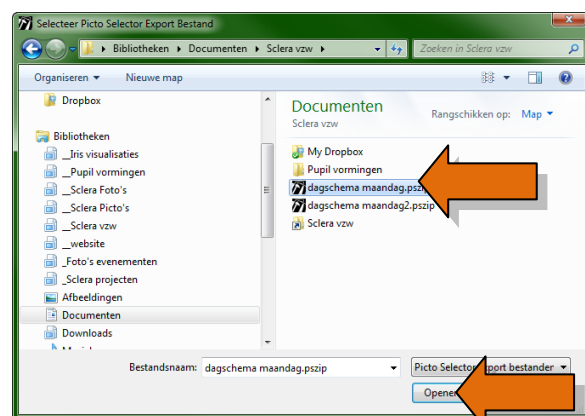 Selecteer Picto Selector Export Bestand
Bibliotheken Documenten Sclera vzw
Zoeken in Sclera vzw
Organiseren Nieuwe map
Dropbox
Bibliotheken
__Iris visualisaties
__Pupil vormingen
__Sclera Foto's
__Sclera Picto's
__Sclera vzw
__website
_Foto's evenementen
_Sclera projecten
Afbeeldingen
Documenten
Downloads
Documenten
Sclera vzw
Rangschikken op: Map
My Dropbox
Pupil vormingen
dagschema maandag.pszip
dagschema maandag2.pszip
Sclera vzw
Bestandsnaam: dagschema maandag.pszip
Picto Selector Export bestanden
Openen